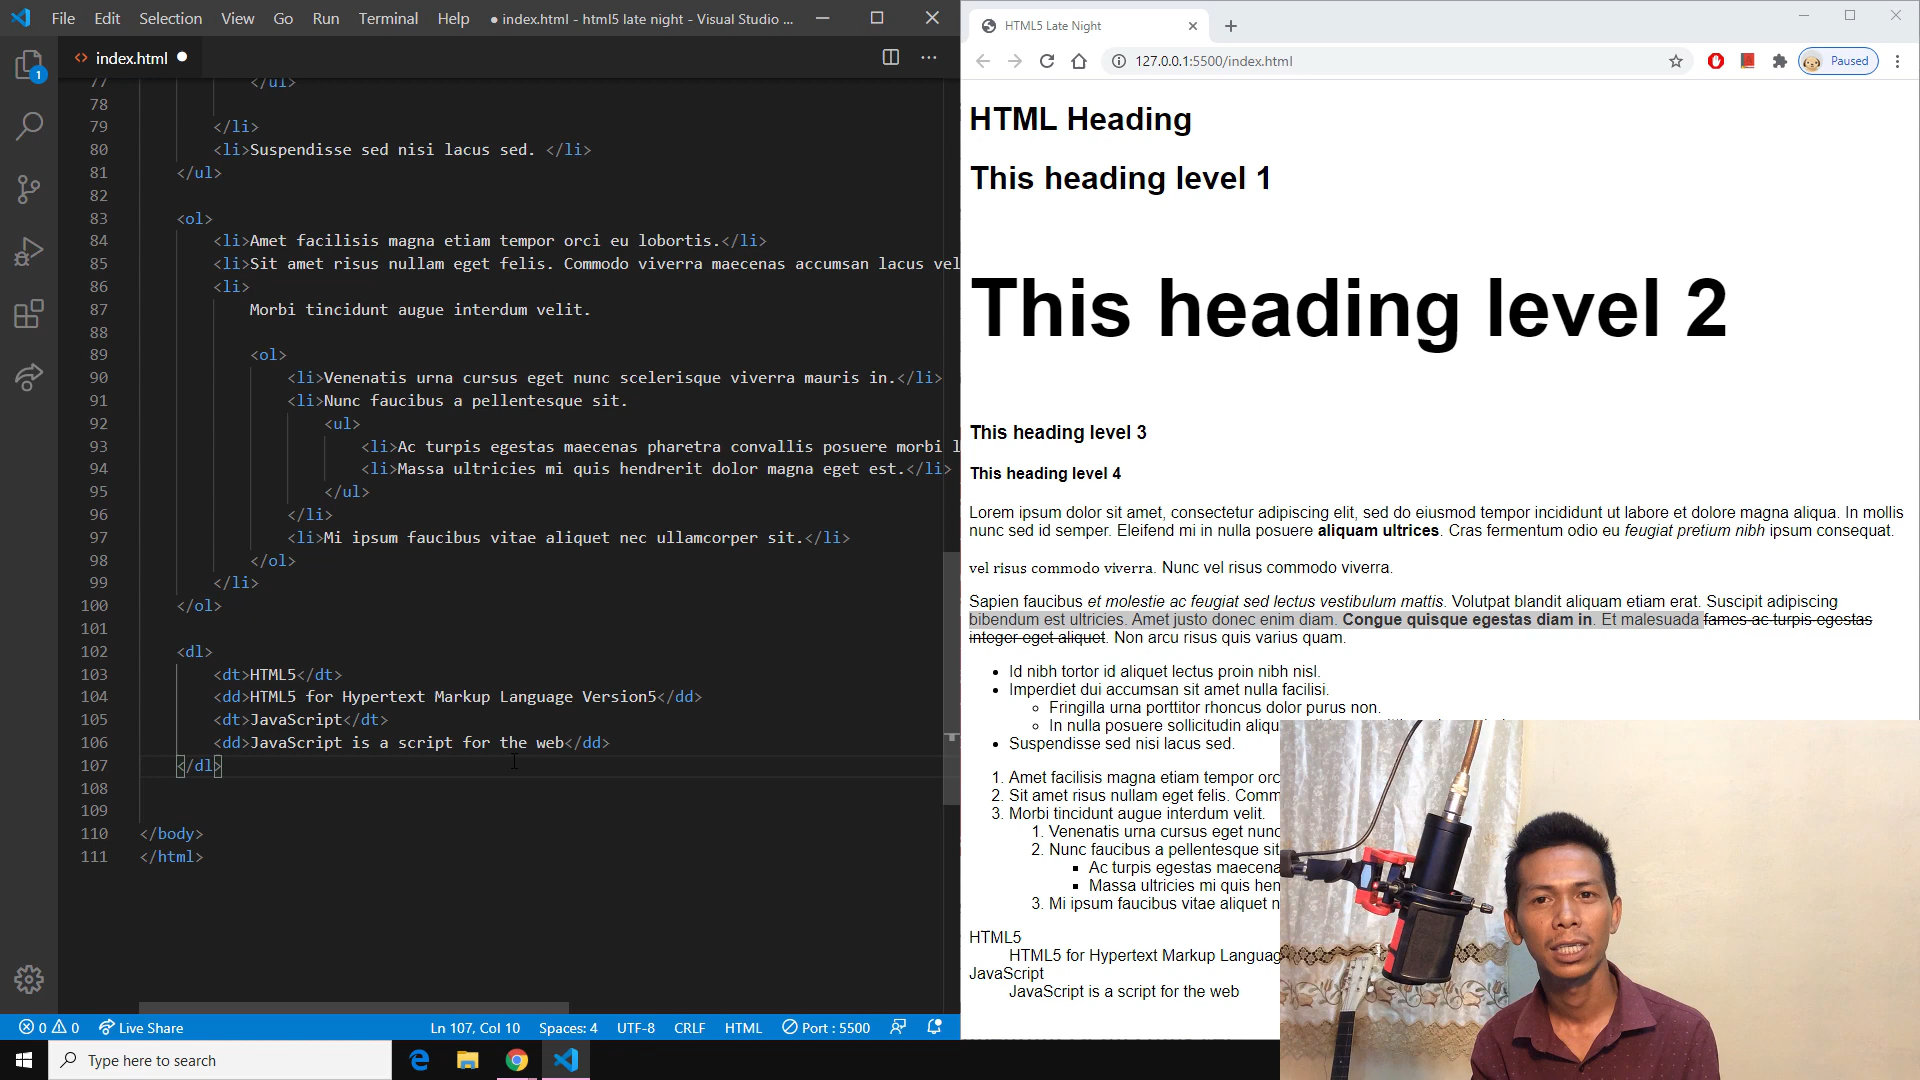 File Edit Selection View Go Run Terminal Help ● index.html - html5 late night - Visual Studio ...
<> index.html ●
1
77 </ul>
78
79 </li>
80 <li>Suspendisse sed nisi lacus sed. </li>
81 </ul>
82
83 <ol>
84 <li>Amet facilisis magna etiam tempor orci eu lobortis.</li>
85 <li>Sit amet risus nullam eget felis. Commodo viverra maecenas accumsan lacus vel
86 <li>
87 Morbi tincidunt augue interdum velit.
88
89 <ol>
90 <li>Venenatis urna cursus eget nunc scelerisque viverra mauris in.</li>
91 <li>Nunc faucibus a pellentesque sit.
92 <ul>
93 <li>Ac turpis egestas maecenas pharetra convallis posuere morbi l
94 <li>Massa ultricies mi quis hendrerit dolor magna eget est.</li>
95 </ul>
96 </li>
97 <li>Mi ipsum faucibus vitae aliquet nec ullamcorper sit.</li>
98 </ol>
99 </li>
100 </ol>
101
102 <dl>
103 <dt>HTML5</dt>
104 <dd>HTML5 for Hypertext Markup Language Version5</dd>
105 <dt>JavaScript</dt>
106 <dd>JavaScript is a script for the web</dd>
107 </dl>
108
109
110 </body>
111 </html>
0 0 Live Share Ln 107, Col 10 Spaces: 4 UTF-8 CRLF HTML Port : 5500
Type here to search
HTML5 Late Night
127.0.0.1:5500/index.html Paused
HTML Heading
This heading level 1
This heading level 2
This heading level 3
This heading level 4
Lorem ipsum dolor sit amet, consectetur adipiscing elit, sed do eiusmod tempor incididunt ut labore et dolore magna aliqua. In mollis
nunc sed id semper. Eleifend mi in nulla posuere aliquam ultrices. Cras fermentum odio eu feugiat pretium nibh ipsum consequat.
vel risus commodo viverra. Nunc vel risus commodo viverra.
Sapien faucibus et molestie ac feugiat sed lectus vestibulum mattis. Volutpat blandit aliquam etiam erat. Suscipit adipiscing
bibendum est ultricies. Amet justo donec enim diam. Congue quisque egestas diam in. Et malesuada fames ac turpis egestas
integer eget aliquet. Non arcu risus quis varius quam.
• Id nibh tortor id aliquet lectus proin nibh nisl.
• Imperdiet dui accumsan sit amet nulla facilisi.
◦ Fringilla urna porttitor rhoncus dolor purus non.
◦ In nulla posuere sollicitudin aliqu
• Suspendisse sed nisi lacus sed.
1. Amet facilisis magna etiam tempor orc
2. Sit amet risus nullam eget felis. Comm
3. Morbi tincidunt augue interdum velit.
1. Venenatis urna cursus eget nunc
2. Nunc faucibus a pellentesque sit
▪ Ac turpis egestas maecena
▪ Massa ultricies mi quis hen
3. Mi ipsum faucibus vitae aliquet n
HTML5
HTML5 for Hypertext Markup Languag
JavaScript
JavaScript is a script for the web